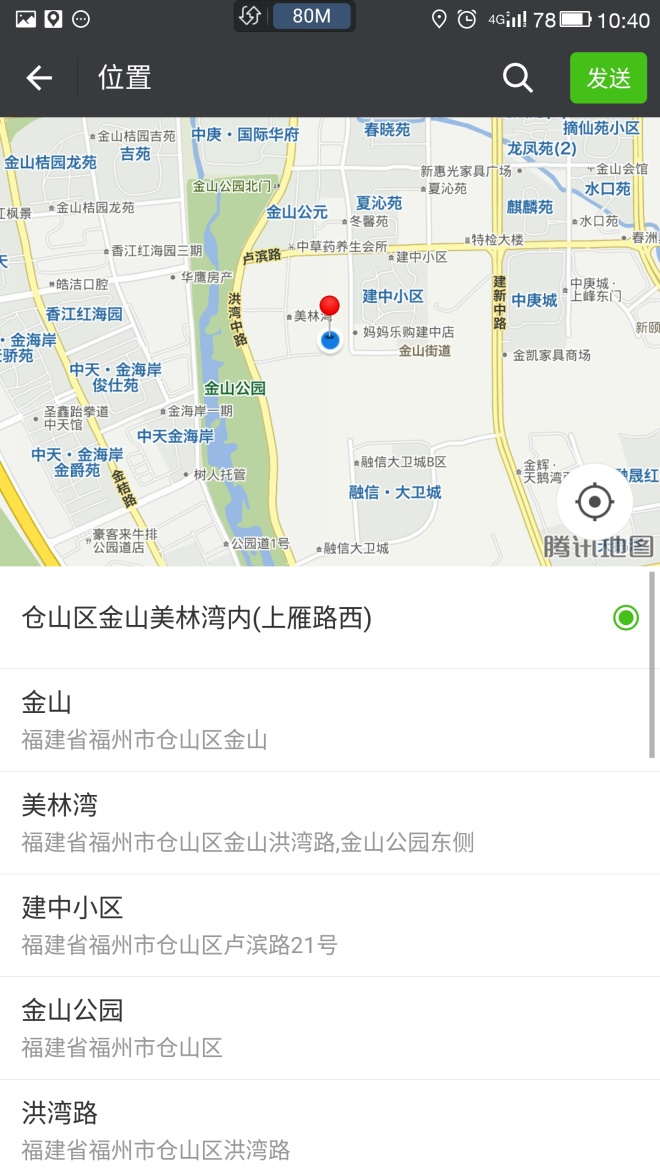 80M
4G 78 10:40
位置
发送
金山桔园吉苑
中庚·国际华府
春晓苑
摘仙苑小区
吉苑
龙凤苑(2)
金山桔园龙苑
新惠光家具广场
金山会馆
金山公园北门
夏沁苑
水口苑
江枫景
金山桔园龙苑
金山公元
夏沁苑
麒麟苑
冬馨苑
水口苑
特检大楼
春洲
香江红海园三期
卢滨路
中草药养生会所
建中小区
华鹰房产
皓洁口腔
洪湾中路
建中小区
建新中路
中庚城
中庚城·
上峰东门
香江红海园
美林湾
妈妈乐购建中店
金山街道
·金海岸
天骄苑
中天·金海岸
俊仕苑
金山公园
金凯家具商场
圣鑫跆拳道
中天馆
金海岸一期
中天金海岸
中天·金海岸
金爵苑
金桔路
树人托管
融信大卫城B区
融信·大卫城
金辉·
天鹅湾
融晟红
豪客来牛排
公园道店
公园道1号
融信大卫城
腾讯地图
仓山区金山美林湾内(上雁路西)
金山
福建省福州市仓山区金山
美林湾
福建省福州市仓山区金山洪湾路,金山公园东侧
建中小区
福建省福州市仓山区卢滨路21号
金山公园
福建省福州市仓山区
洪湾路
福建省福州市仓山区洪湾路